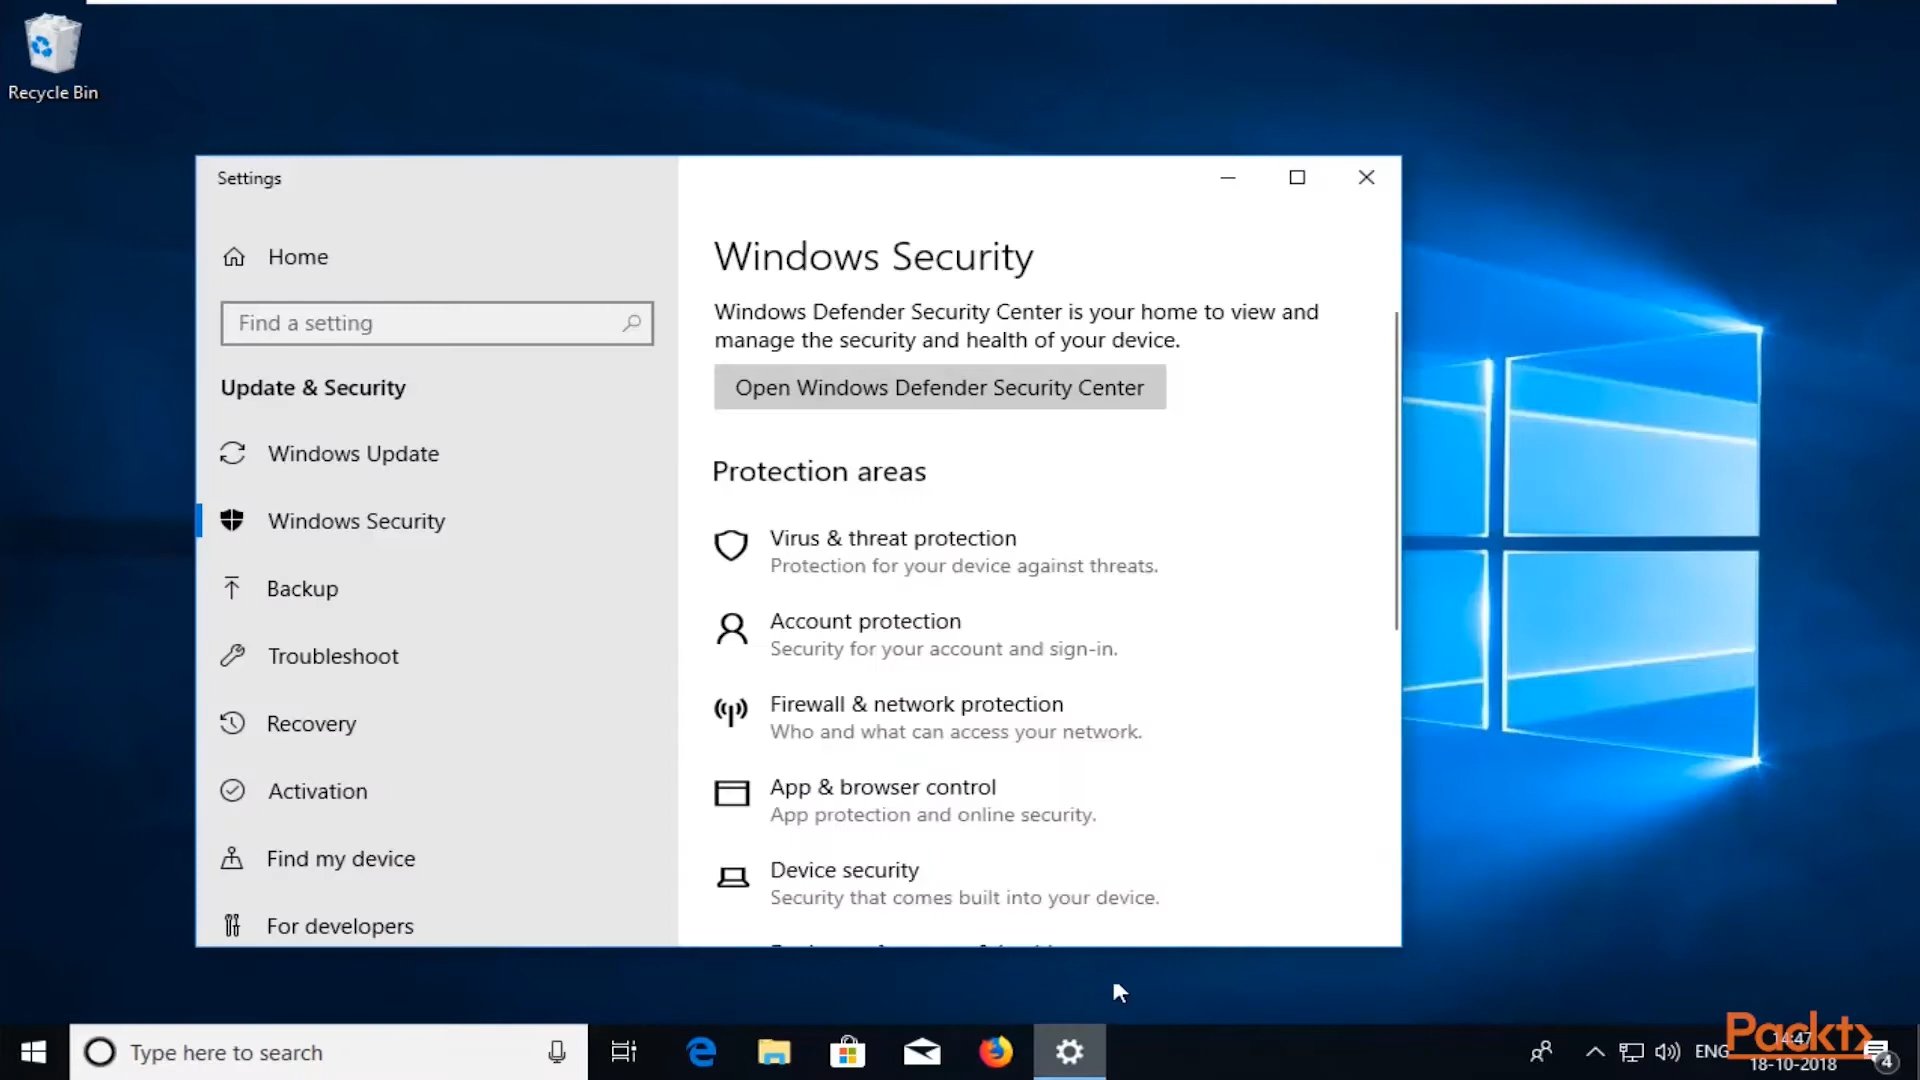 Recycle Bin
Settings
Home
Find a setting
Update & Security
Windows Update
Windows Security
Backup
Troubleshoot
Recovery
Activation
Find my device
For developers
Windows Security
Windows Defender Security Center is your home to view and
manage the security and health of your device.
Open Windows Defender Security Center
Protection areas
Virus & threat protection
Protection for your device against threats.
Account protection
Security for your account and sign-in.
Firewall & network protection
Who and what can access your network.
App & browser control
App protection and online security.
Device security
Security that comes built into your device.
Type here to search
ENG
Packt
14:47
18-10-2018
4